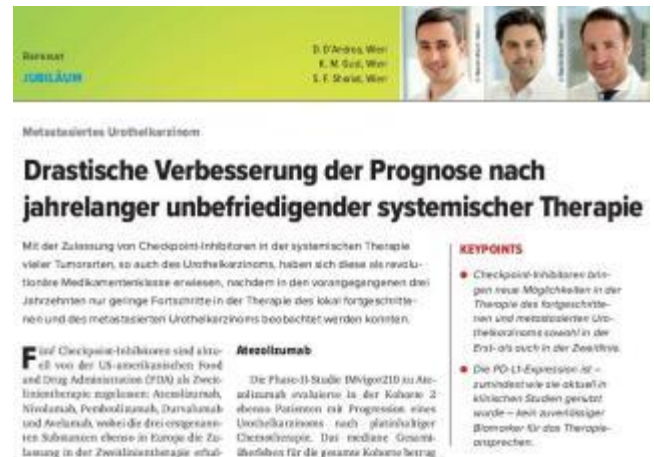 Referat
JUBILÄUM
D. D'Andrea, Wien
K. M. Gust, Wien
S. F. Shariat, Wien
Metastasiertes Urothelkarzinom
Drastische Verbesserung der Prognose nach
jahrelanger unbefriedigender systemischer Therapie
Mit der Zulassung von Checkpoint-Inhibitoren in der systemischen Therapie
vieler Tumorarten, so auch des Urothelkarzinoms, haben sich diese als revolu-
tionäre Medikamentenklasse erwiesen, nachdem in den vorangegangenen drei
Jahrzehnten nur geringe Fortschritte in der Therapie des lokal fortgeschritte-
nen und des metastasierten Urothelkarzinoms beobachtet werden konnten.
KEYPOINTS
Checkpoint-Inhibitoren brin-
gen neue Möglichkeiten in der
Therapie des fortgeschritte-
nen und metastasierten Uro-
thelkarzinoms sowohl in der
Erst- als auch in der Zweitlinie.
Die PD-L1-Expression ist –
zumindest wie sie aktuell in
klinischen Studien genutzt
wurde – kein zuverlässiger
Biomarker für das Therapie-
ansprechen.
Fünf Checkpoint-Inhibitoren sind aktu-
ell von der US-amerikanischen Food
and Drug Administration (FDA) als Zweit-
linientherapie zugelassen: Atezolizumab,
Nivolumab, Pembrolizumab, Durvalumab
und Avelumab, wobei die drei erstgenann-
ten Substanzen ebenso in Europa die Zu-
lassung in der Zweitlinientherapie erhal-
Atezolizumab
Die Phase-II-Studie IMvigor210 zu Ate-
zolizumab evaluierte in der Kohorte 2
ebenso Patienten mit Progression eines
Urothelkarzinoms nach platinhaltiger
Chemotherapie. Das mediane Gesamt-
überleben für die gesamte Kohorte betrug